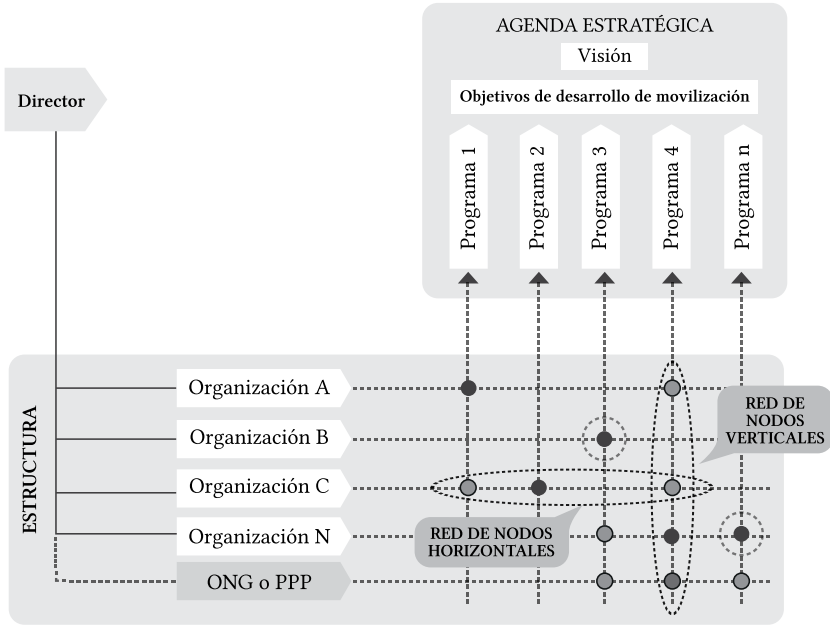 AGENDA ESTRATÉGICA
Visión
Objetivos de desarrollo de movilización
Director
Programa 1
Programa 2
Programa 3
Programa 4
Programa n
ESTRUCTURA
Organización A
Organización B
Organización C
Organización N
ONG o PPP
RED DE
NODOS
VERTICALES
RED DE NODOS
HORIZONTALES